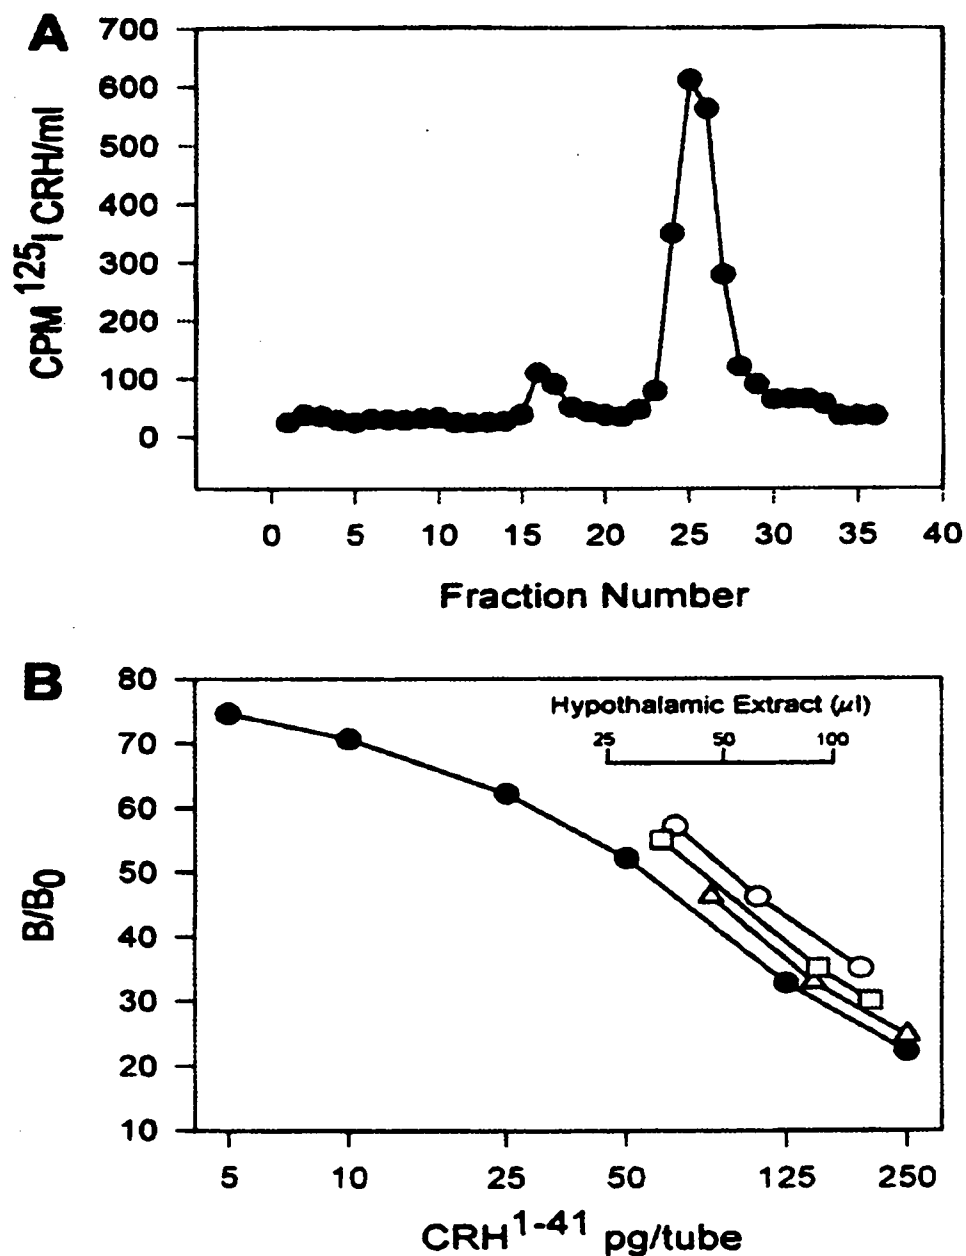 A
700
600
500
400
300
200
100
0
CPM 125I CRH/ml
0 5 10 15 20 25 30 35 40
Fraction Number
B
80
70
60
50
40
30
20
10
B/B0
Hypothalamic Extract (µl)
25 50 100
5 10 25 50 125 250
CRH1-41 pg/tube